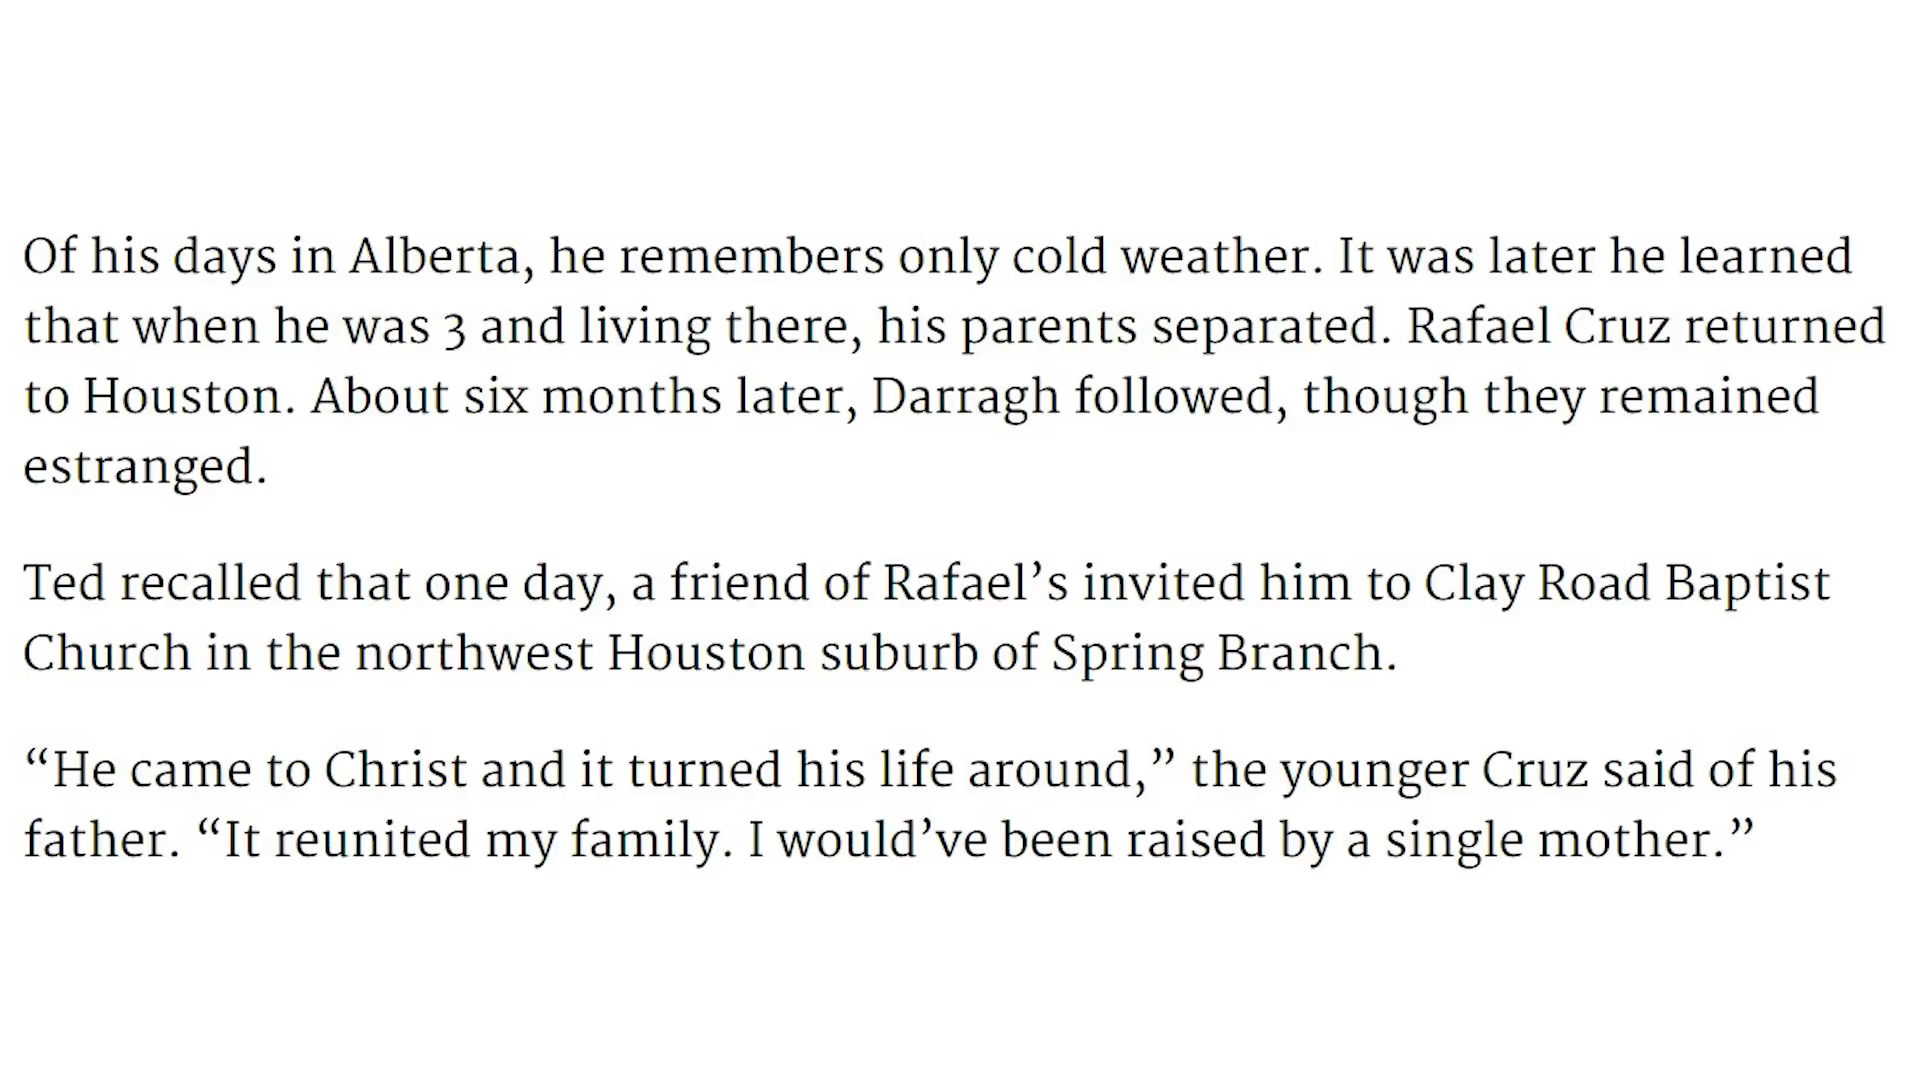 Of his days in Alberta, he remembers only cold weather. It was later he learned
that when he was 3 and living there, his parents separated. Rafael Cruz returned
to Houston. About six months later, Darragh followed, though they remained
estranged.
Ted recalled that one day, a friend of Rafael’s invited him to Clay Road Baptist
Church in the northwest Houston suburb of Spring Branch.
“He came to Christ and it turned his life around,” the younger Cruz said of his
father. “It reunited my family. I would’ve been raised by a single mother.”